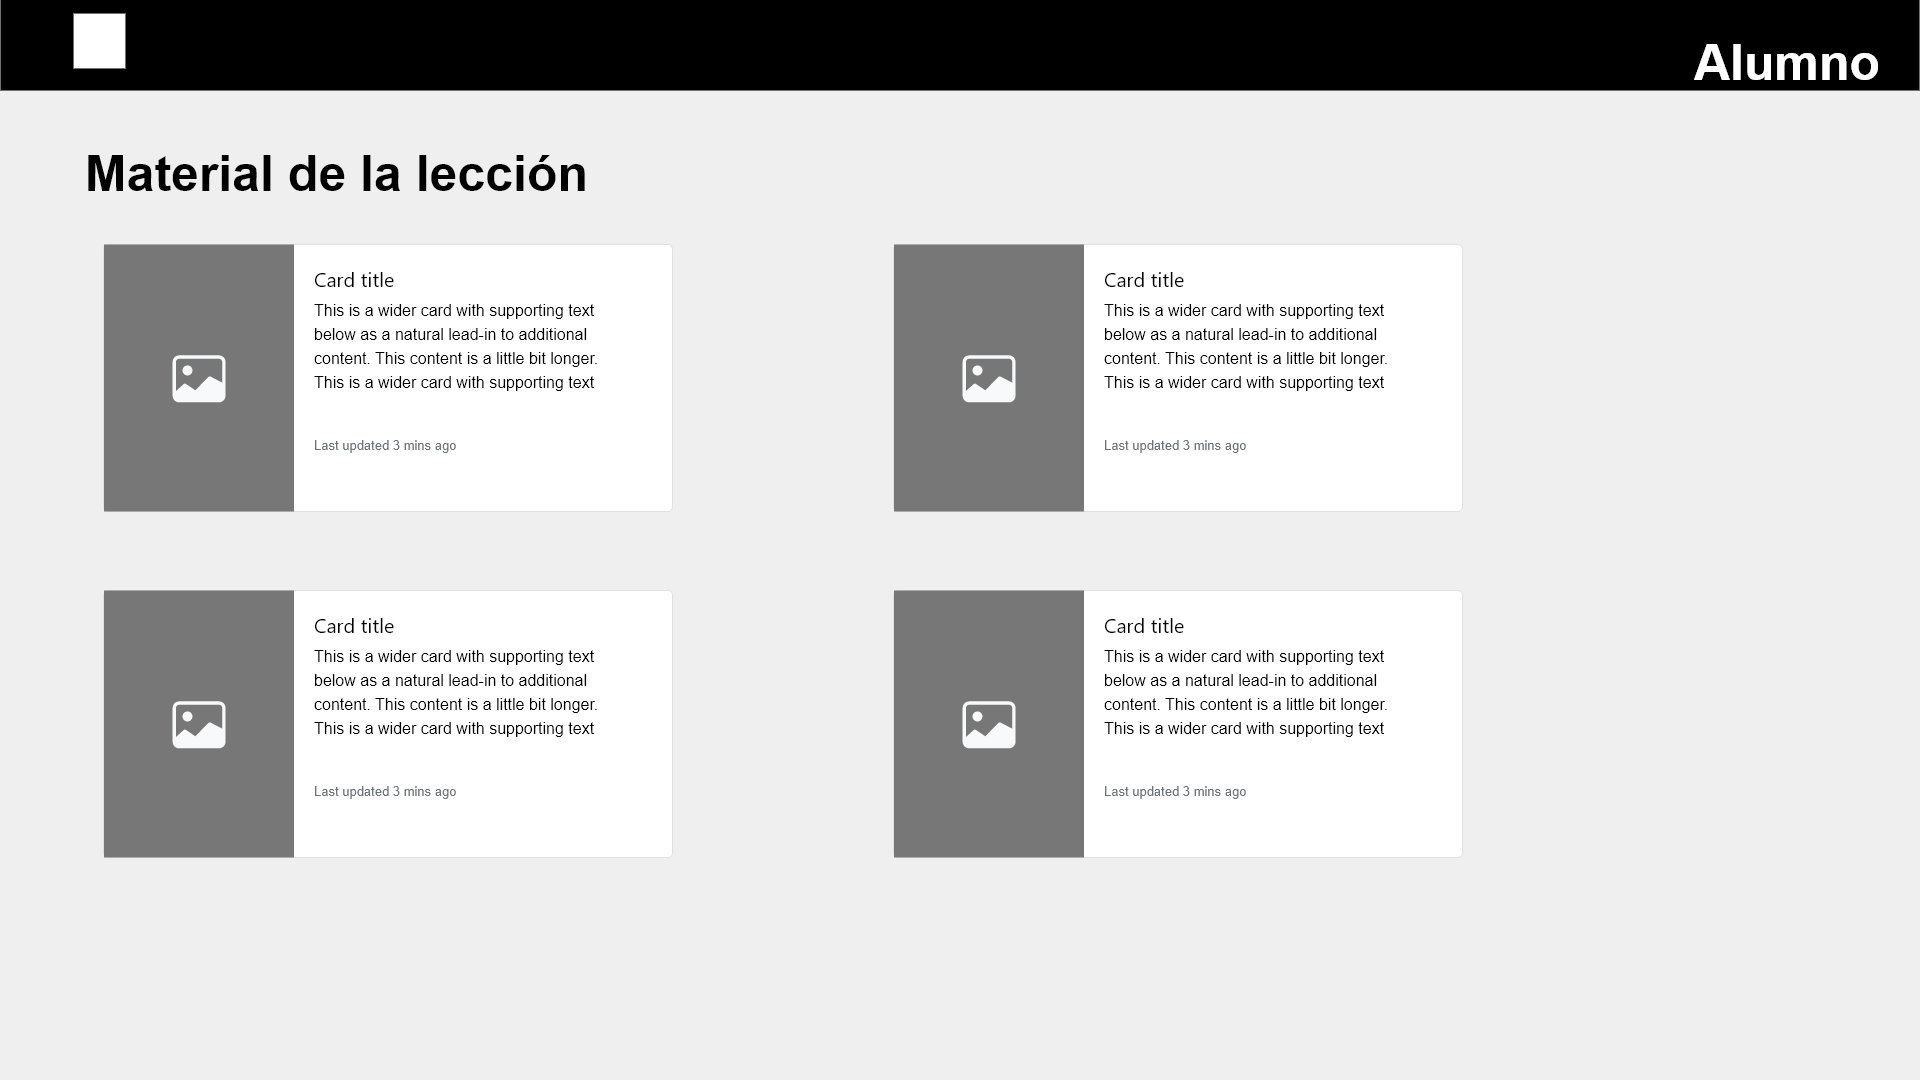 Alumno
Material de la lección
Card title
This is a wider card with supporting text
below as a natural lead-in to additional
content. This content is a little bit longer.
This is a wider card with supporting text
Last updated 3 mins ago
Card title
This is a wider card with supporting text
below as a natural lead-in to additional
content. This content is a little bit longer.
This is a wider card with supporting text
Last updated 3 mins ago
Card title
This is a wider card with supporting text
below as a natural lead-in to additional
content. This content is a little bit longer.
This is a wider card with supporting text
Last updated 3 mins ago
Card title
This is a wider card with supporting text
below as a natural lead-in to additional
content. This content is a little bit longer.
This is a wider card with supporting text
Last updated 3 mins ago